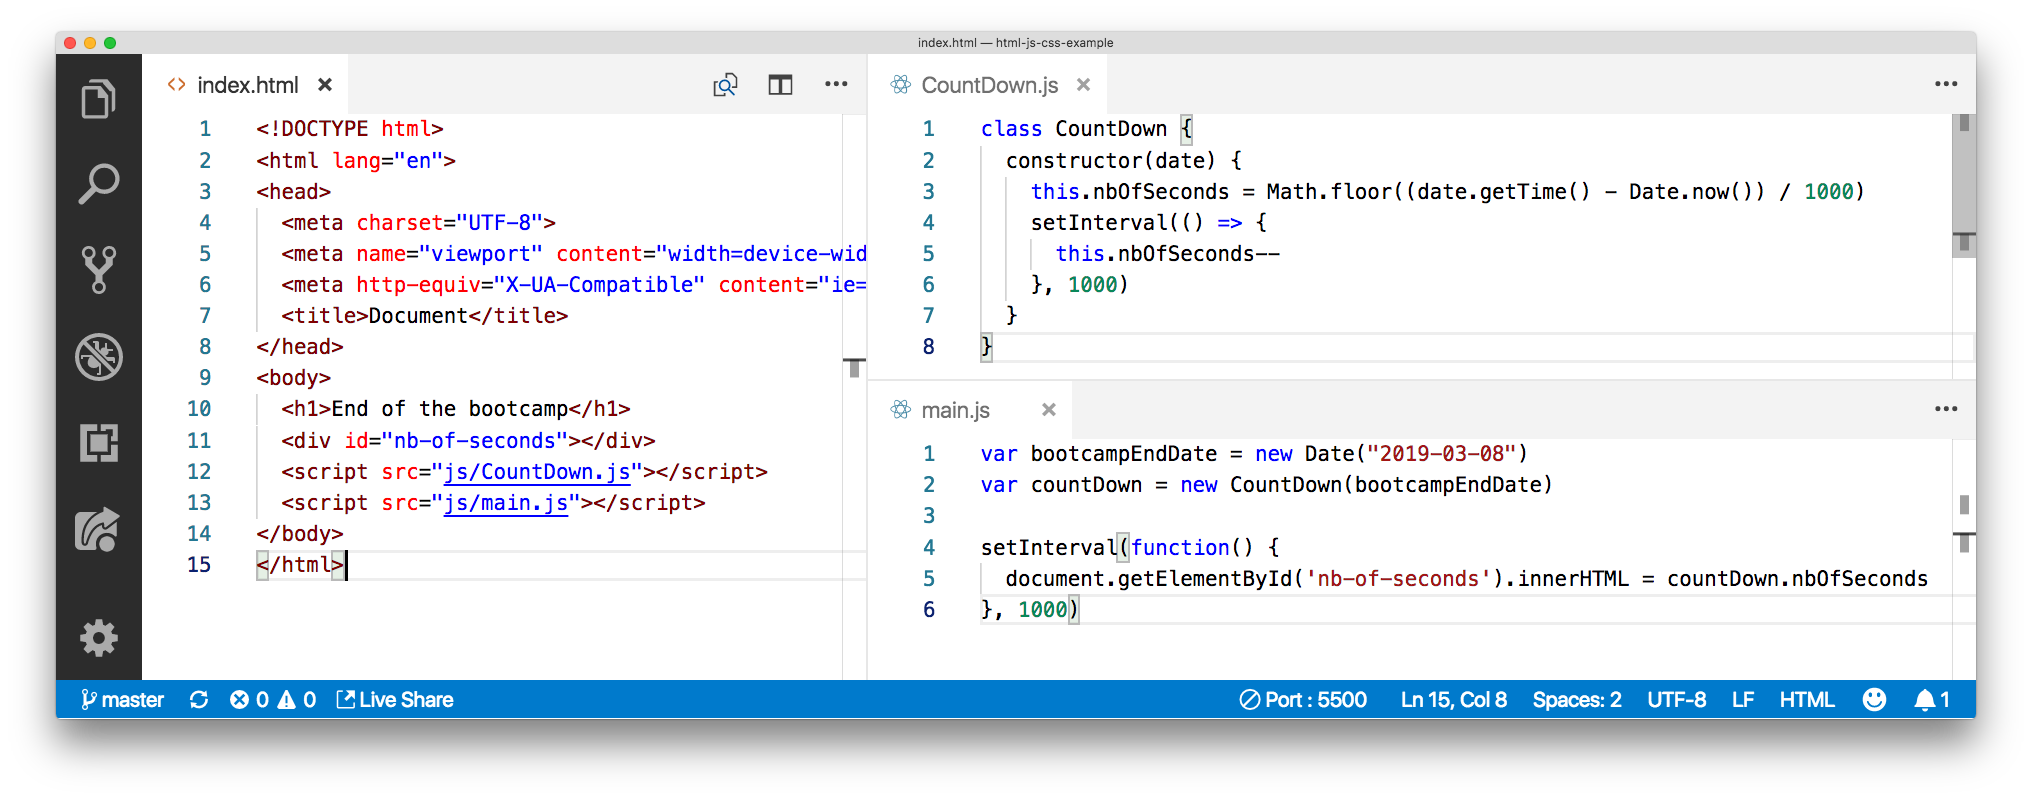 index.html — html-js-css-example
index.html
1 <!DOCTYPE html>
2 <html lang="en">
3 <head>
4 <meta charset="UTF-8">
5 <meta name="viewport" content="width=device-wid
6 <meta http-equiv="X-UA-Compatible" content="ie=
7 <title>Document</title>
8 </head>
9 <body>
10 <h1>End of the bootcamp</h1>
11 <div id="nb-of-seconds"></div>
12 <script src="js/CountDown.js"></script>
13 <script src="js/main.js"></script>
14 </body>
15 </html>
CountDown.js
1 class CountDown {
2 constructor(date) {
3 this.nbOfSeconds = Math.floor((date.getTime() - Date.now()) / 1000)
4 setInterval(() => {
5 this.nbOfSeconds--
6 }, 1000)
7 }
8 }
main.js
1 var bootcampEndDate = new Date("2019-03-08")
2 var countDown = new CountDown(bootcampEndDate)
3
4 setInterval(function() {
5 document.getElementById('nb-of-seconds').innerHTML = countDown.nbOfSeconds
6 }, 1000)
master 0 0 Live Share Port : 5500 Ln 15, Col 8 Spaces: 2 UTF-8 LF HTML 1